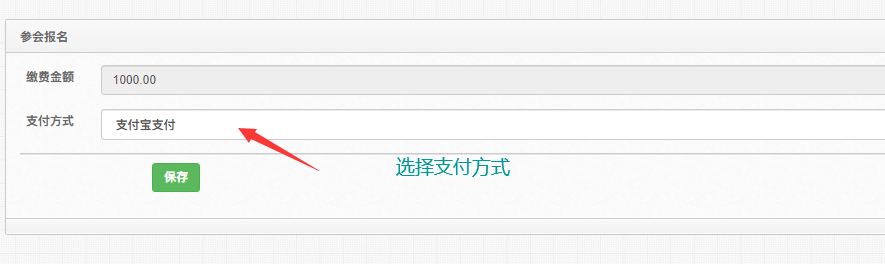 参会报名
缴费金额 1000.00
支付方式 支付宝支付
选择支付方式
保存